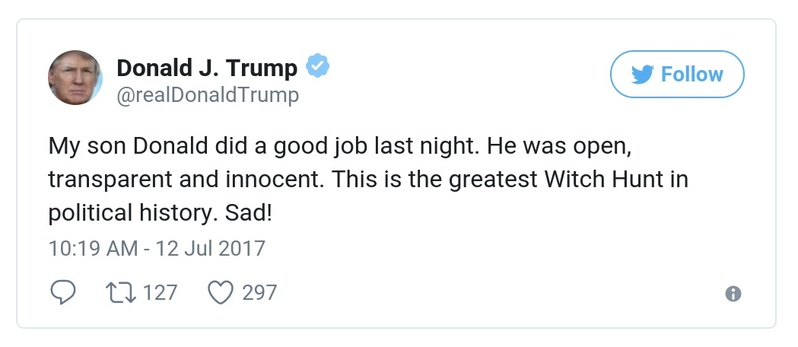 Donald J. Trump
@realDonaldTrump
Follow
My son Donald did a good job last night. He was open,
transparent and innocent. This is the greatest Witch Hunt in
political history. Sad!
10:19 AM - 12 Jul 2017
127 297